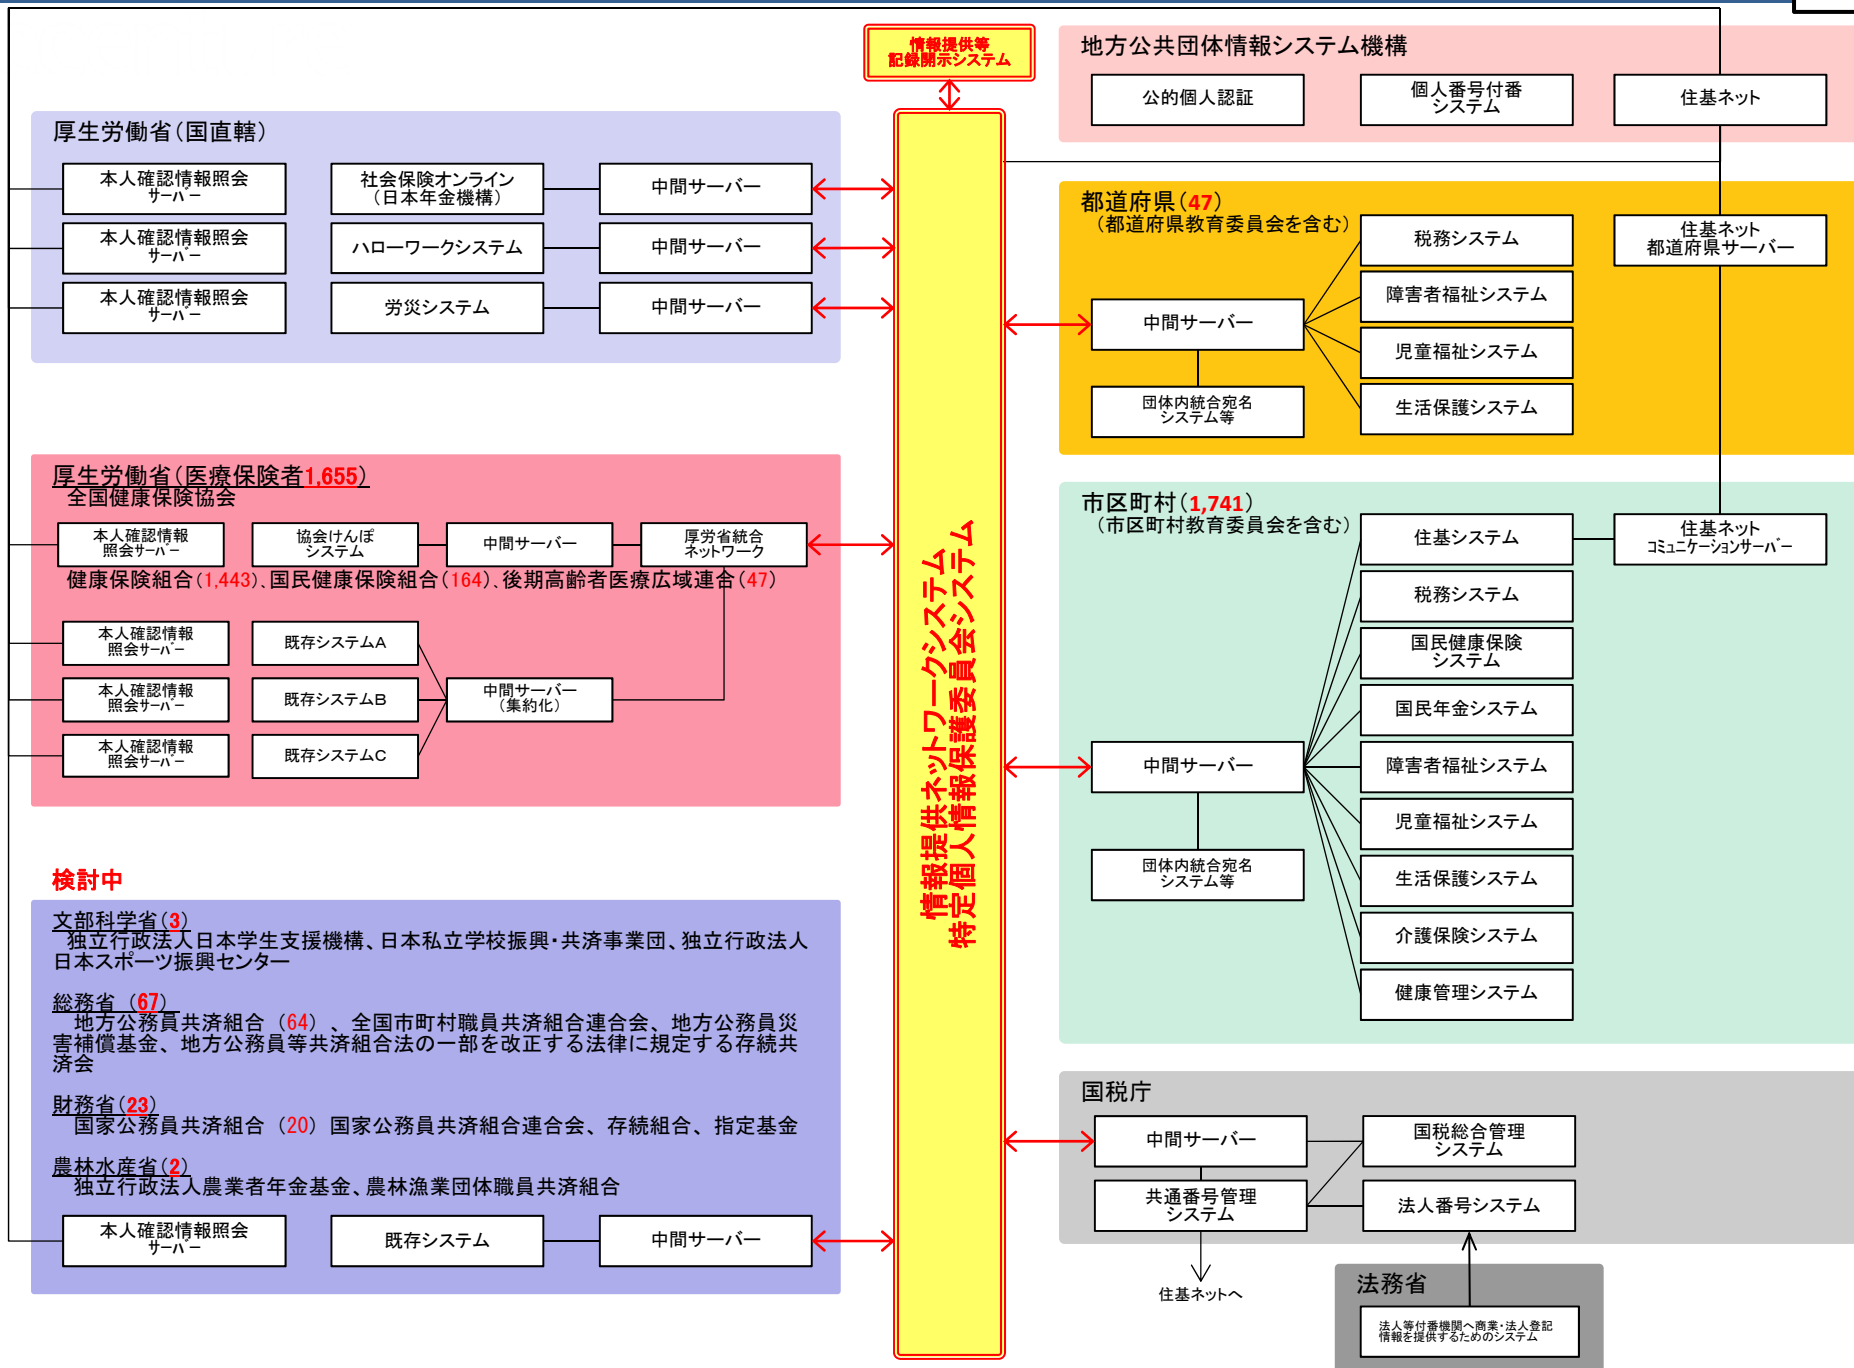 情報提供等
記録開示システム
地方公共団体情報システム機構
公的個人認証
個人番号付番
システム
住基ネット
厚生労働省（国直轄）
本人確認情報照会
サーバー
社会保険オンライン
（日本年金機構）
中間サーバー
本人確認情報照会
サーバー
ハローワークシステム
中間サーバー
本人確認情報照会
サーバー
労災システム
中間サーバー
都道府県（47）
（都道府県教育委員会を含む）
税務システム
障害者福祉システム
児童福祉システム
生活保護システム
中間サーバー
団体内統合宛名
システム等
住基ネット
都道府県サーバー
厚生労働省（医療保険者1,655）
全国健康保険協会
本人確認情報
照会サーバー
協会けんぽ
システム
中間サーバー
厚労省統合
ネットワーク
健康保険組合（1,443）、国民健康保険組合（164）、後期高齢者医療広域連合（47）
本人確認情報
照会サーバー
既存システムA
本人確認情報
照会サーバー
既存システムB
中間サーバー
（集約化）
本人確認情報
照会サーバー
既存システムC
情報提供ネットワークシステム
特定個人情報保護委員会システム
市区町村（1,741）
（市区町村教育委員会を含む）
住基システム
住基ネット
コミュニケーションサーバー
税務システム
国民健康保険
システム
国民年金システム
障害者福祉システム
児童福祉システム
生活保護システム
介護保険システム
健康管理システム
中間サーバー
団体内統合宛名
システム等
検討中
文部科学省（3）
独立行政法人日本学生支援機構、日本私立学校振興・共済事業団、独立行政法人
日本スポーツ振興センター
総務省（67）
地方公務員共済組合（64）、全国市町村職員共済組合連合会、地方公務員災
害補償基金、地方公務員等共済組合法の一部を改正する法律に規定する存続共
済会
財務省（23）
国家公務員共済組合（20）国家公務員共済組合連合会、存続組合、指定基金
農林水産省（2）
独立行政法人農業者年金基金、農林漁業団体職員共済組合
本人確認情報照会
サーバー
既存システム
中間サーバー
国税庁
中間サーバー
国税総合管理
システム
共通番号管理
システム
法人番号システム
住基ネットへ
法務省
法人等付番機関へ商業・法人登記
情報を提供するためのシステム